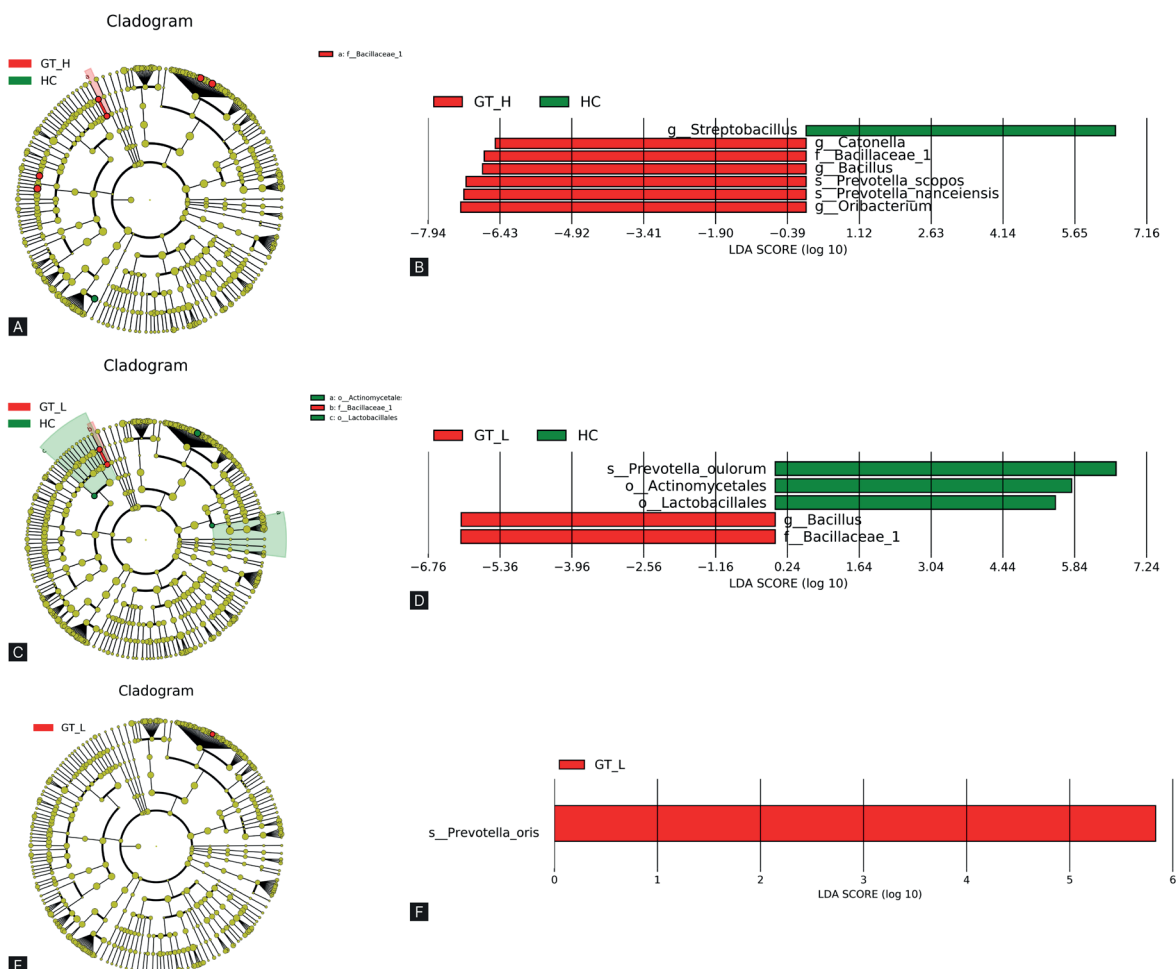 Cladogram
GT_H
HC
a: f__Bacillaceae_1
A
GT_H HC
g__Streptobacillus
g__Catonella
f__Bacillaceae_1
g__Bacillus
s__Prevotella_scopos
s__Prevotella_nanceiensis
g__Oribacterium
−7.94 −6.43 −4.92 −3.41 −1.90 −0.39 1.12 2.63 4.14 5.65 7.16
LDA SCORE (log 10)
B
Cladogram
GT_L
HC
a: o__Actinomycetales
b: f__Bacillaceae_1
c: o__Lactobacillales
C
GT_L HC
s__Prevotella_oulorum
o__Actinomycetales
o__Lactobacillales
g__Bacillus
f__Bacillaceae_1
−6.76 −5.36 −3.96 −2.56 −1.16 0.24 1.64 3.04 4.44 5.84 7.24
LDA SCORE (log 10)
D
Cladogram
GT_L
E
GT_L
s__Prevotella_oris
0 1 2 3 4 5 6
LDA SCORE (log 10)
F